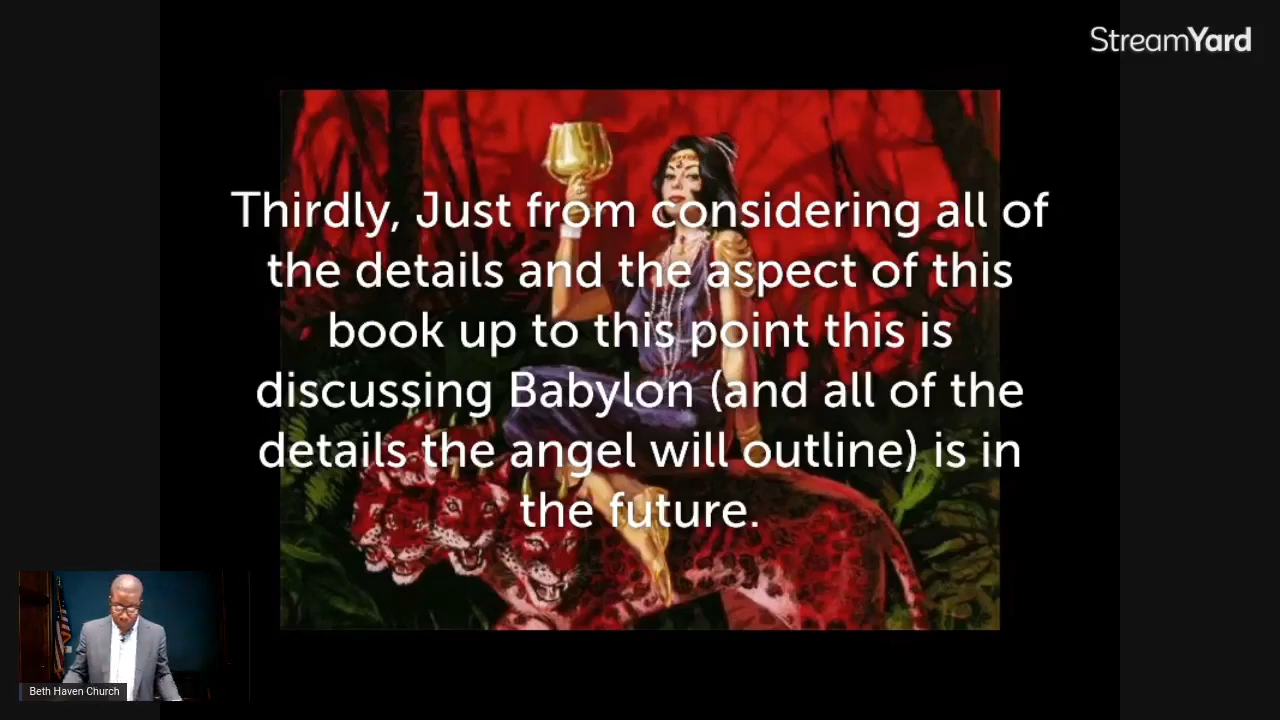 StreamYard
Thirdly, Just from considering all of
the details and the aspect of this
book up to this point this is
discussing Babylon (and all of the
details the angel will outline) is in
the future.
Beth Haven Church